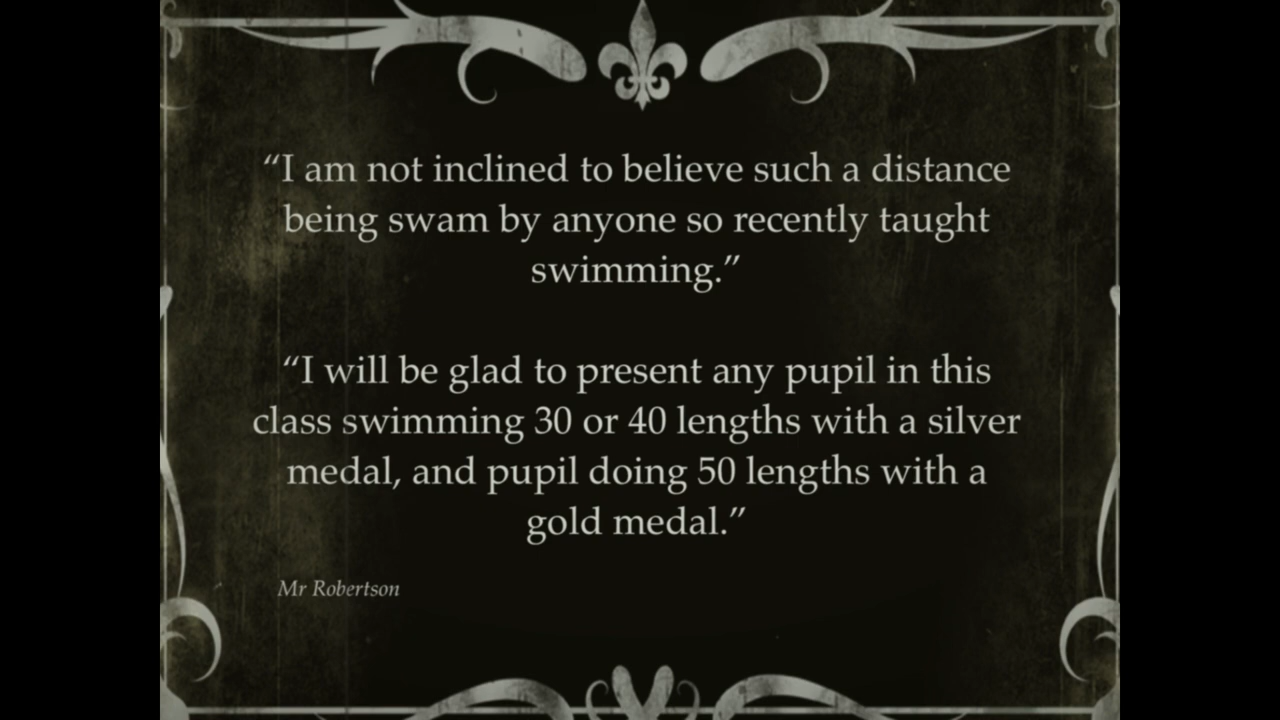 “I am not inclined to believe such a distance
being swam by anyone so recently taught
swimming.”
“I will be glad to present any pupil in this
class swimming 30 or 40 lengths with a silver
medal, and pupil doing 50 lengths with a
gold medal.”
Mr Robertson